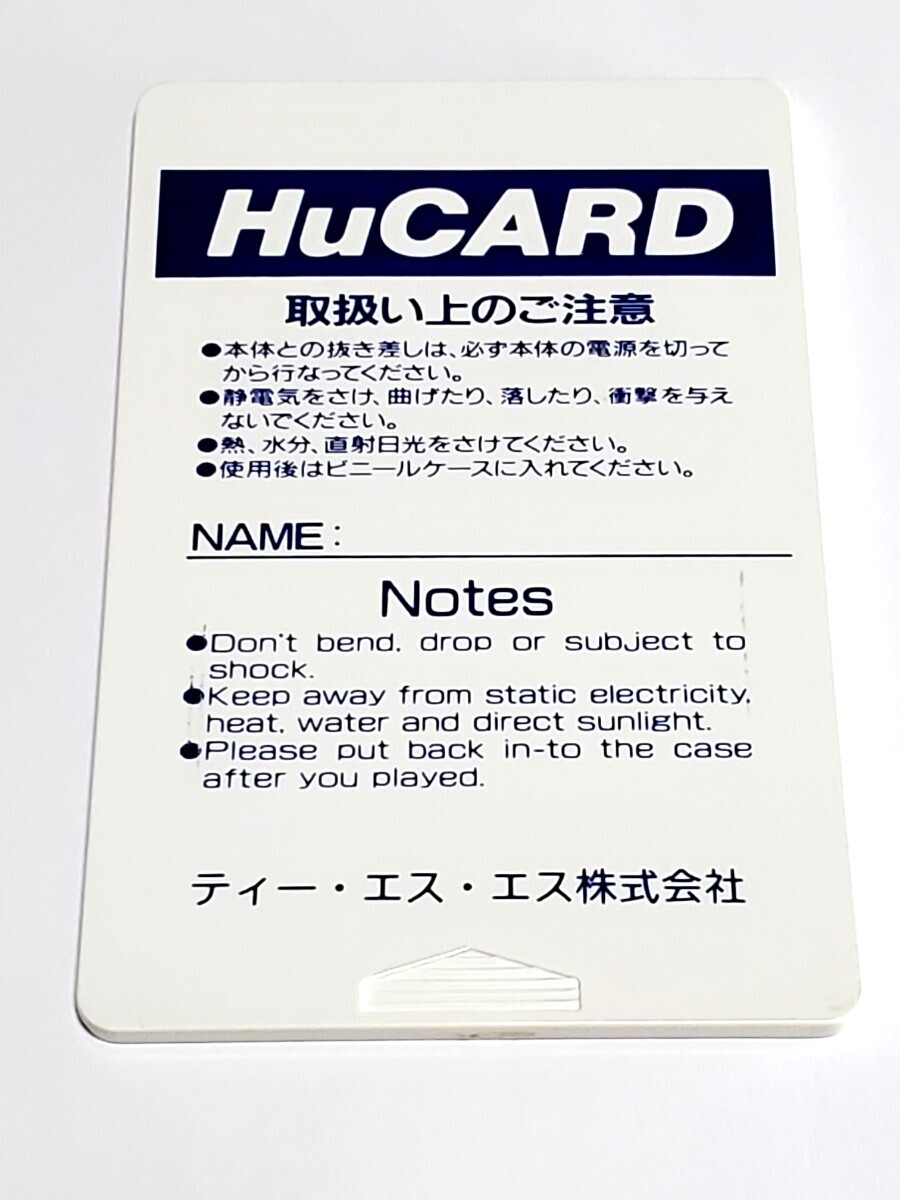 HuCARD
取扱い上のご注意
●本体との抜き差しは、必ず本体の電源を切って
から行なってください。
●静電気をさけ、曲げたり、落したり、衝撃を与え
ないでください。
●熱、水分、直射日光をさけてください。
●使用後はビニールケースに入れてください。
NAME:
Notes
●Don't bend, drop or subject to
shock.
●Keep away from static electricity,
heat, water and direct sunlight.
●Please put back in-to the case
after you played.
ティー・エス・エス株式会社